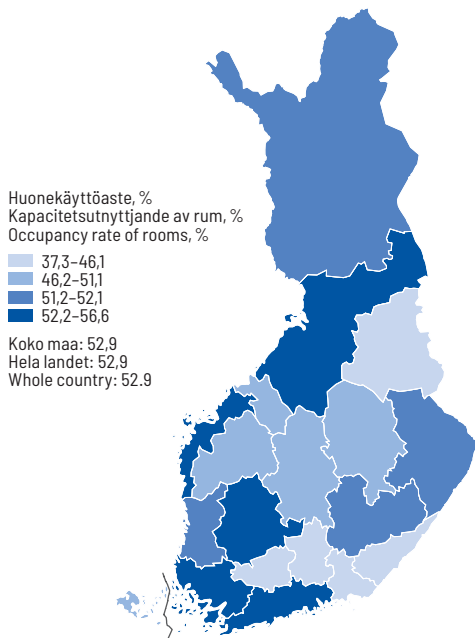 Huonekäyttöaste, %
Kapacitetsutnyttjande av rum, %
Occupancy rate of rooms, %
37,3–46,1
46,2–51,1
51,2–52,1
52,2–56,6
Koko maa: 52,9
Hela landet: 52,9
Whole country: 52.9